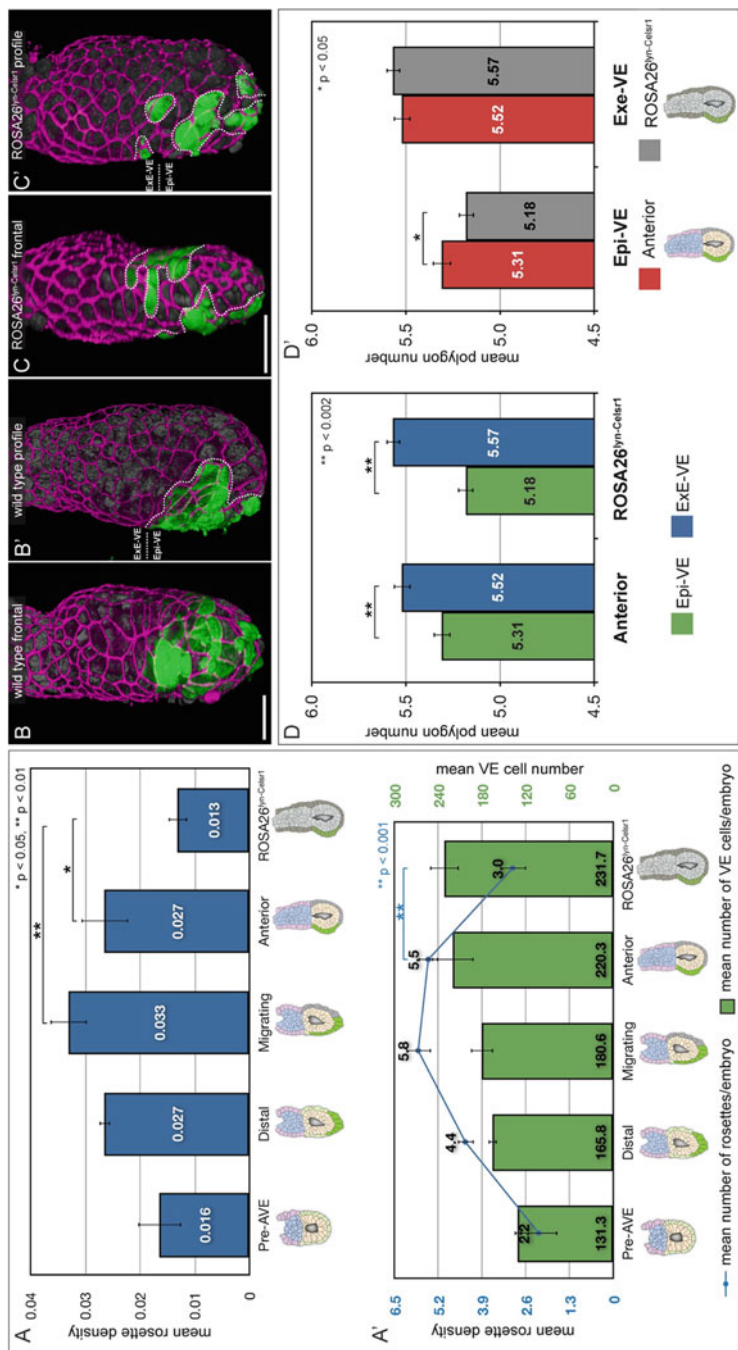 A
* p < 0.05, ** p < 0.01
**
*
mean rosette density
0.04
0.03
0.02
0.01
0
0.016
0.027
0.033
0.027
0.013
Pre-AVE
Distal
Migrating
Anterior
ROSA26lyn-Celsr1
A'
** p < 0.001
**
mean rosette density
6.5
5.2
3.9
2.6
1.3
0
2.2
4.4
5.8
5.5
3.0
131.3
165.8
180.6
220.3
231.7
mean VE cell number
300
240
180
120
60
0
Pre-AVE
Distal
Migrating
Anterior
ROSA26lyn-Celsr1
mean number of rosettes/embryo
mean number of VE cells/embryo
B
wild type frontal
B'
wild type profile
ExE-VE
Epi-VE
C
ROSA26lyn-Celsr1 frontal
C'
ROSA26lyn-Celsr1 profile
ExE-VE
Epi-VE
D
** p < 0.002
mean polygon number
6.0
5.5
5.0
4.5
**
**
5.31
5.52
5.18
5.57
Anterior
ROSA26lyn-Celsr1
Epi-VE
ExE-VE
D'
* p < 0.05
mean polygon number
6.0
5.5
5.0
4.5
*
5.31
5.18
5.52
5.57
Epi-VE
Exe-VE
Anterior
ROSA26lyn-Celsr1